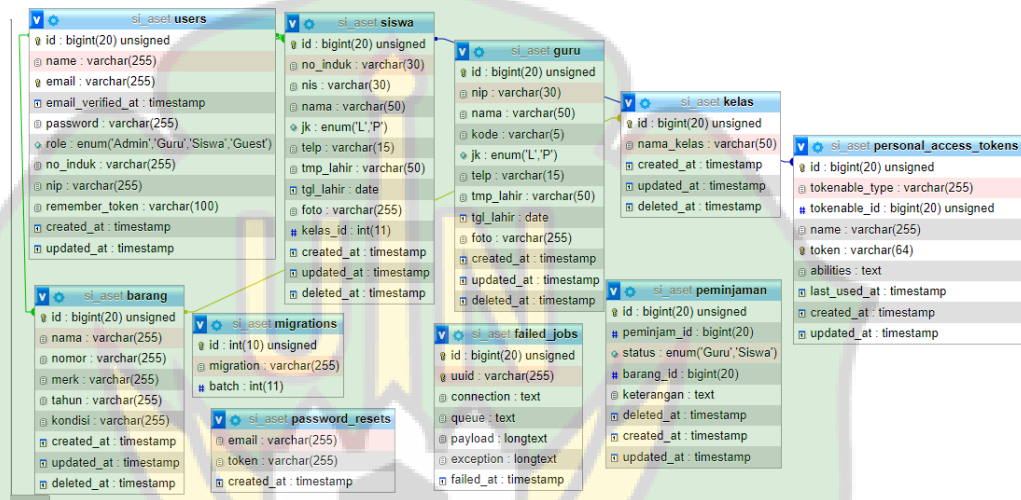 si_aset users
id : bigint(20) unsigned
name : varchar(255)
email : varchar(255)
email_verified_at : timestamp
password : varchar(255)
role : enum('Admin','Guru','Siswa','Guest')
no_induk : varchar(255)
nip : varchar(255)
remember_token : varchar(100)
created_at : timestamp
updated_at : timestamp
si_aset siswa
id : bigint(20) unsigned
no_induk : varchar(30)
nis : varchar(30)
nama : varchar(50)
jk : enum('L','P')
telp : varchar(15)
tmp_lahir : varchar(50)
tgl_lahir : date
foto : varchar(255)
kelas_id : int(11)
created_at : timestamp
updated_at : timestamp
deleted_at : timestamp
si_aset guru
id : bigint(20) unsigned
nip : varchar(30)
nama : varchar(50)
kode : varchar(5)
jk : enum('L','P')
telp : varchar(15)
tmp_lahir : varchar(50)
tgl_lahir : date
foto : varchar(255)
created_at : timestamp
updated_at : timestamp
deleted_at : timestamp
si_aset kelas
id : bigint(20) unsigned
nama_kelas : varchar(50)
created_at : timestamp
updated_at : timestamp
deleted_at : timestamp
si_aset personal_access_tokens
id : bigint(20) unsigned
tokenable_type : varchar(255)
tokenable_id : bigint(20) unsigned
name : varchar(255)
token : varchar(64)
abilities : text
last_used_at : timestamp
created_at : timestamp
updated_at : timestamp
si_aset barang
id : bigint(20) unsigned
nama : varchar(255)
nomor : varchar(255)
merk : varchar(255)
tahun : varchar(255)
kondisi : varchar(255)
created_at : timestamp
updated_at : timestamp
deleted_at : timestamp
si_aset migrations
id : int(10) unsigned
migration : varchar(255)
batch : int(11)
si_aset password_resets
email : varchar(255)
token : varchar(255)
created_at : timestamp
si_aset failed_jobs
id : bigint(20) unsigned
uuid : varchar(255)
connection : text
queue : text
payload : longtext
exception : longtext
failed_at : timestamp
si_aset peminjaman
id : bigint(20) unsigned
peminjam_id : bigint(20)
status : enum('Guru','Siswa')
barang_id : bigint(20)
keterangan : text
deleted_at : timestamp
created_at : timestamp
updated_at : timestamp